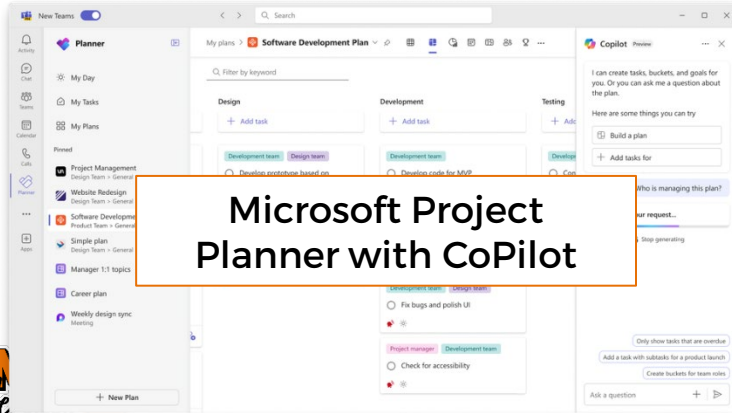 New Teams
Search
Activity
Chat
Teams
Calendar
Calls
Planner
Apps
Planner
My Day
My Tasks
My Plans
Pinned
Project Management
Design Team > General
Website Redesign
Design Team > General
Software Developme
Product Team > General
Simple plan
Design Team > General
Manager 1:1 topics
Career plan
Weekly design sync
Meeting
+ New Plan
My plans > Software Development Plan
Filter by keyword
Design
+ Add task
Development team Design team
Develop prototype based on
Development
+ Add task
Development team
Develop code for MVP
Testing
+ Add
Develop
Con
Microsoft Project
Planner with CoPilot
Development team Design team
Fix bugs and polish UI
Project manager Development team
Check for accessibility
Copilot Preview
I can create tasks, buckets, and goals for
you. Or you can ask me a question about
the plan.
Here are some things you can try
Build a plan
+ Add tasks for
Who is managing this plan?
ur request...
Stop generating
Only show tasks that are overdue
Add a task with subtasks for a product launch
Create buckets for team roles
Ask a question